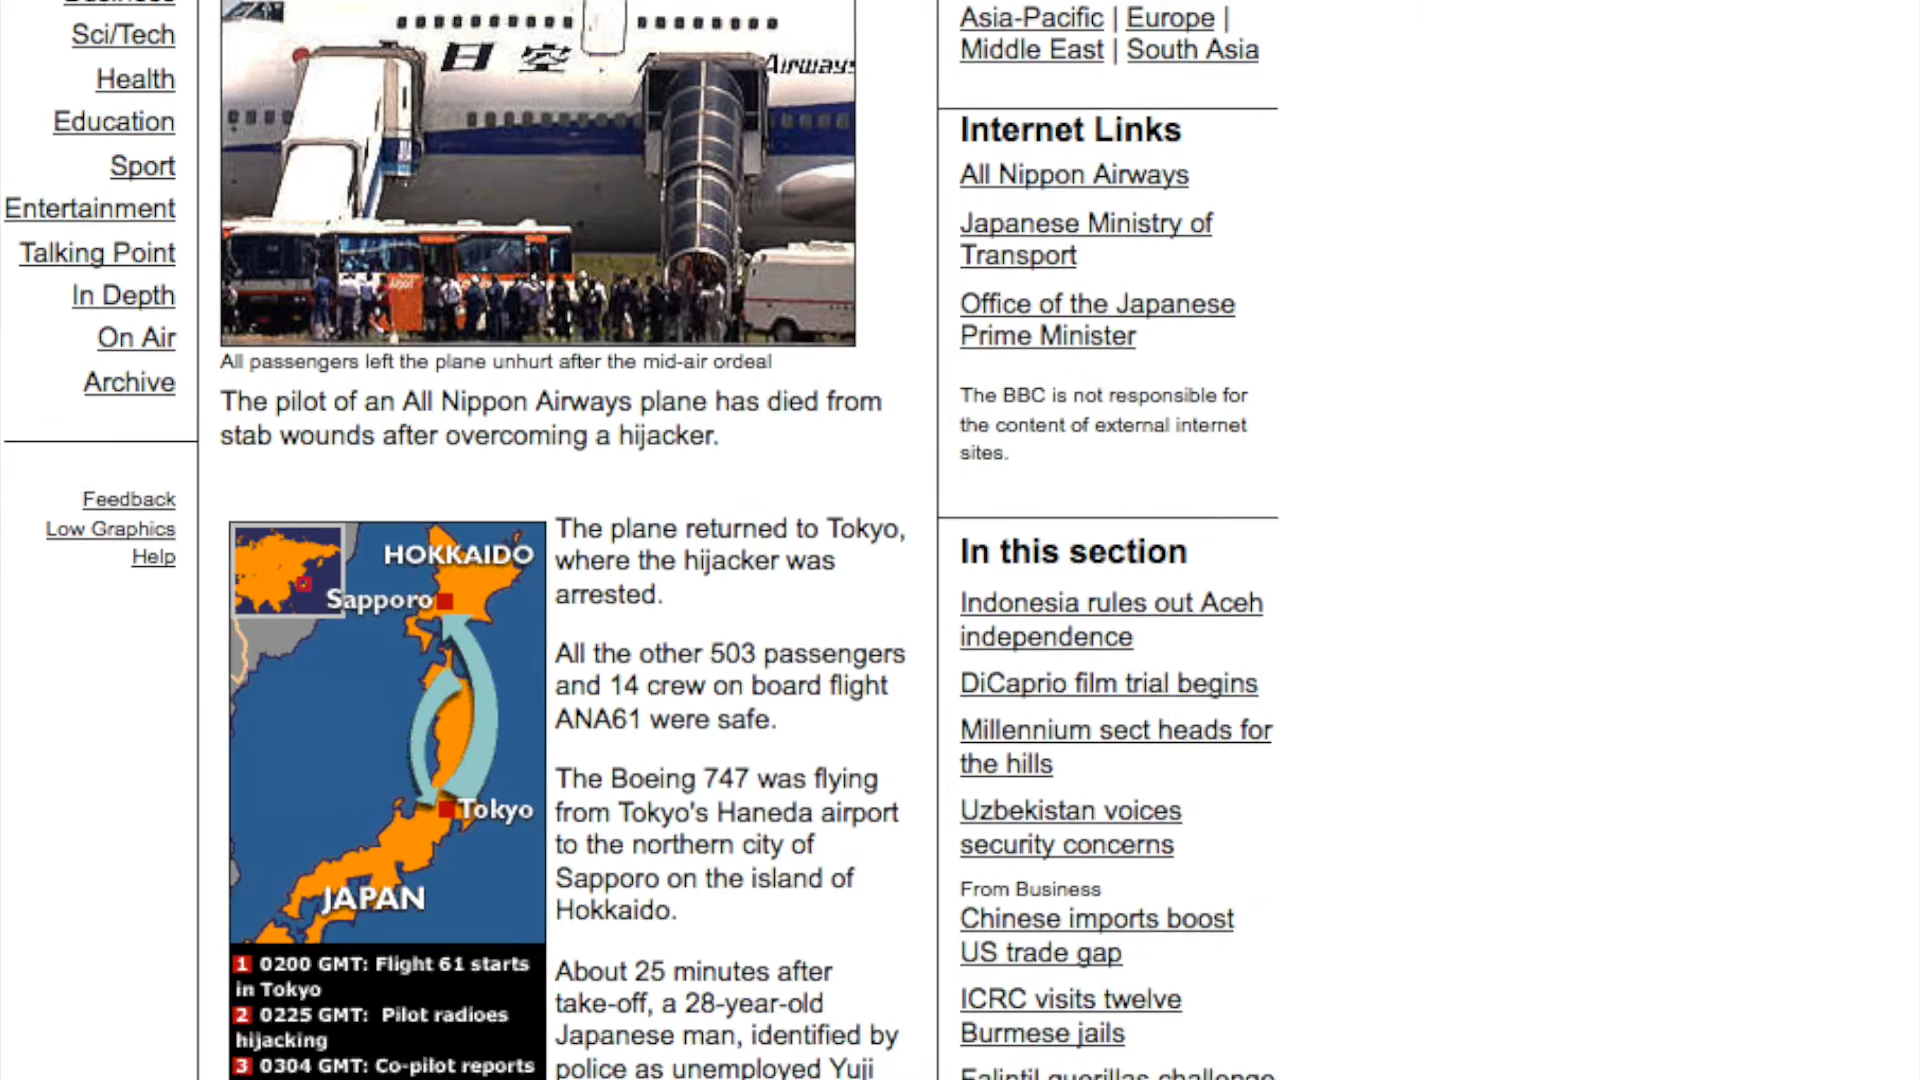 Sci/Tech
Health
Education
Sport
Entertainment
Talking Point
In Depth
On Air
Archive
Feedback
Low Graphics
Help
日 空
Airways
All passengers left the plane unhurt after the mid-air ordeal
The pilot of an All Nippon Airways plane has died from
stab wounds after overcoming a hijacker.
HOKKAIDO
Sapporo
Tokyo
JAPAN
1 0200 GMT: Flight 61 starts
in Tokyo
2 0225 GMT: Pilot radioes
hijacking
3 0304 GMT: Co-pilot reports
The plane returned to Tokyo,
where the hijacker was
arrested.
All the other 503 passengers
and 14 crew on board flight
ANA61 were safe.
The Boeing 747 was flying
from Tokyo's Haneda airport
to the northern city of
Sapporo on the island of
Hokkaido.
About 25 minutes after
take-off, a 28-year-old
Japanese man, identified by
police as unemployed Yuji
Asia-Pacific | Europe |
Middle East | South Asia
Internet Links
All Nippon Airways
Japanese Ministry of
Transport
Office of the Japanese
Prime Minister
The BBC is not responsible for
the content of external internet
sites.
In this section
Indonesia rules out Aceh
independence
DiCaprio film trial begins
Millennium sect heads for
the hills
Uzbekistan voices
security concerns
From Business
Chinese imports boost
US trade gap
ICRC visits twelve
Burmese jails